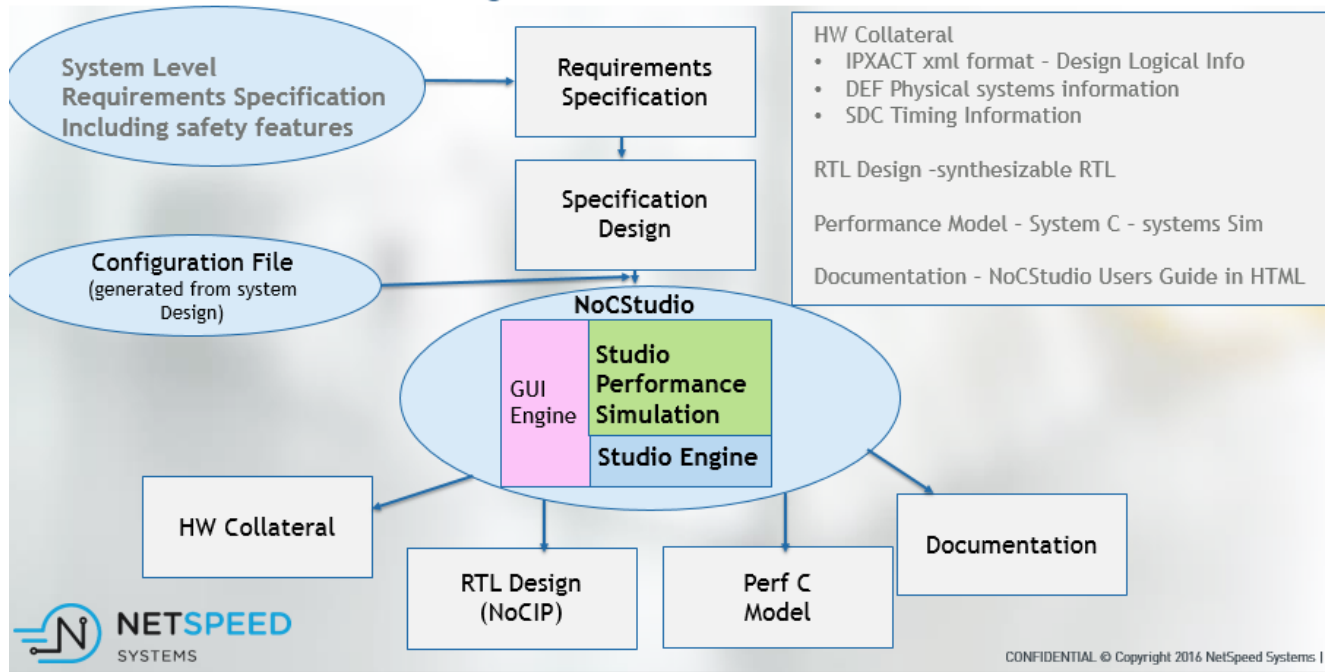 System Level
Requirements Specification
Including safety features
Requirements
Specification
HW Collateral
• IPXACT xml format - Design Logical Info
• DEF Physical systems information
• SDC Timing Information
RTL Design -synthesizable RTL
Performance Model - System C - systems Sim
Documentation - NoCStudio Users Guide in HTML
Specification
Design
Configuration File
(generated from system
Design)
NoCStudio
GUI
Engine
Studio
Performance
Simulation
Studio Engine
HW Collateral
RTL Design
(NoCIP)
Perf C
Model
Documentation
N
NETSPEED
SYSTEMS
CONFIDENTIAL © Copyright 2016 NetSpeed Systems |